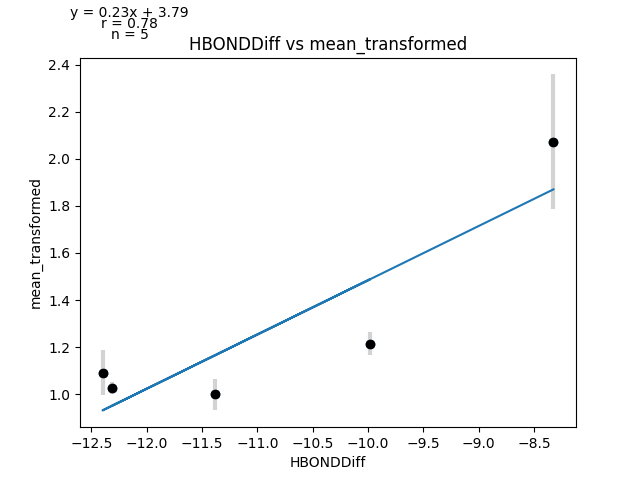 y = 0.23x + 3.79
r = 0.78
n = 5
HBONDDiff vs mean_transformed
2.4
2.2
2.0
1.8
1.6
1.4
1.2
1.0
mean_transformed
−12.5 −12.0 −11.5 −11.0 −10.5 −10.0 −9.5 −9.0 −8.5
HBONDDiff